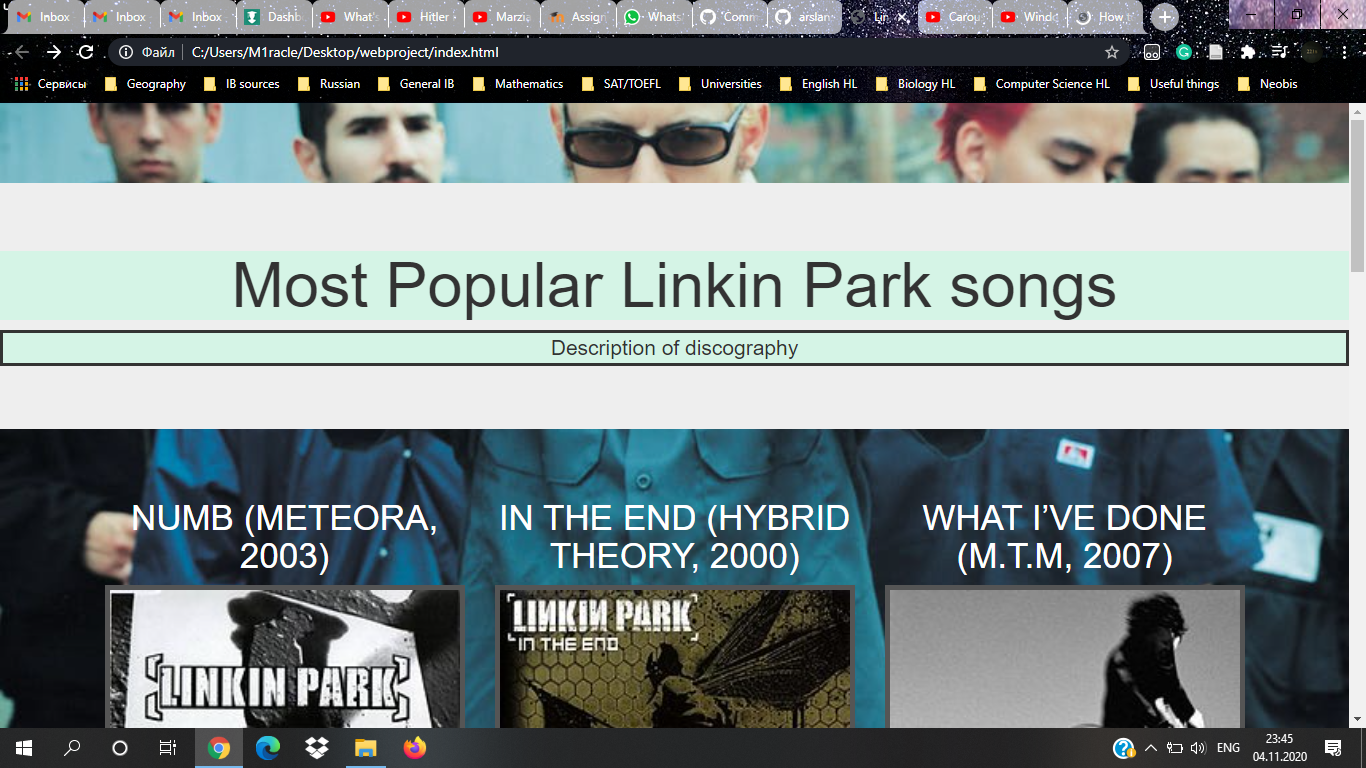 Inbox
Inbox
Inbox
Dashb
What's
Hitler
Marzia
Assign
Whats
Comm
arslan
Lin
Carou
Windo
How t
Файл
C:/Users/M1racle/Desktop/webproject/index.html
Сервисы
Geography
IB sources
Russian
General IB
Mathematics
SAT/TOEFL
Universities
English HL
Biology HL
Computer Science HL
Useful things
Neobis
Most Popular Linkin Park songs
Description of discography
NUMB (METEORA,
2003)
IN THE END (HYBRID
THEORY, 2000)
WHAT I’VE DONE
(M.T.M, 2007)
LINKIN PARK
LINKIN PARK
IN THE END
ENG
23:45
04.11.2020